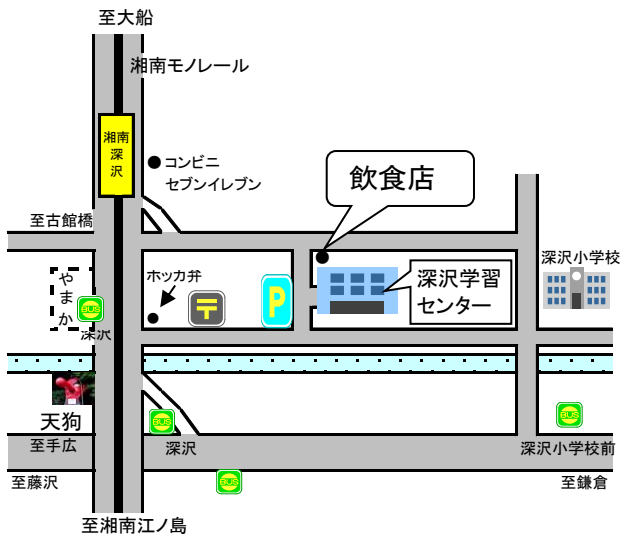 至大船
湘南モノレール
湘南
深
沢
コンビニ
セブンイレブン
飲食店
至古館橋
深沢小学校
や
ま
か
BUS
ホッカ弁
〒
P
深沢学習
センター
深沢
天狗
BUS
BUS
至手広
深沢
深沢小学校前
至藤沢
BUS
至鎌倉
至湘南江ノ島